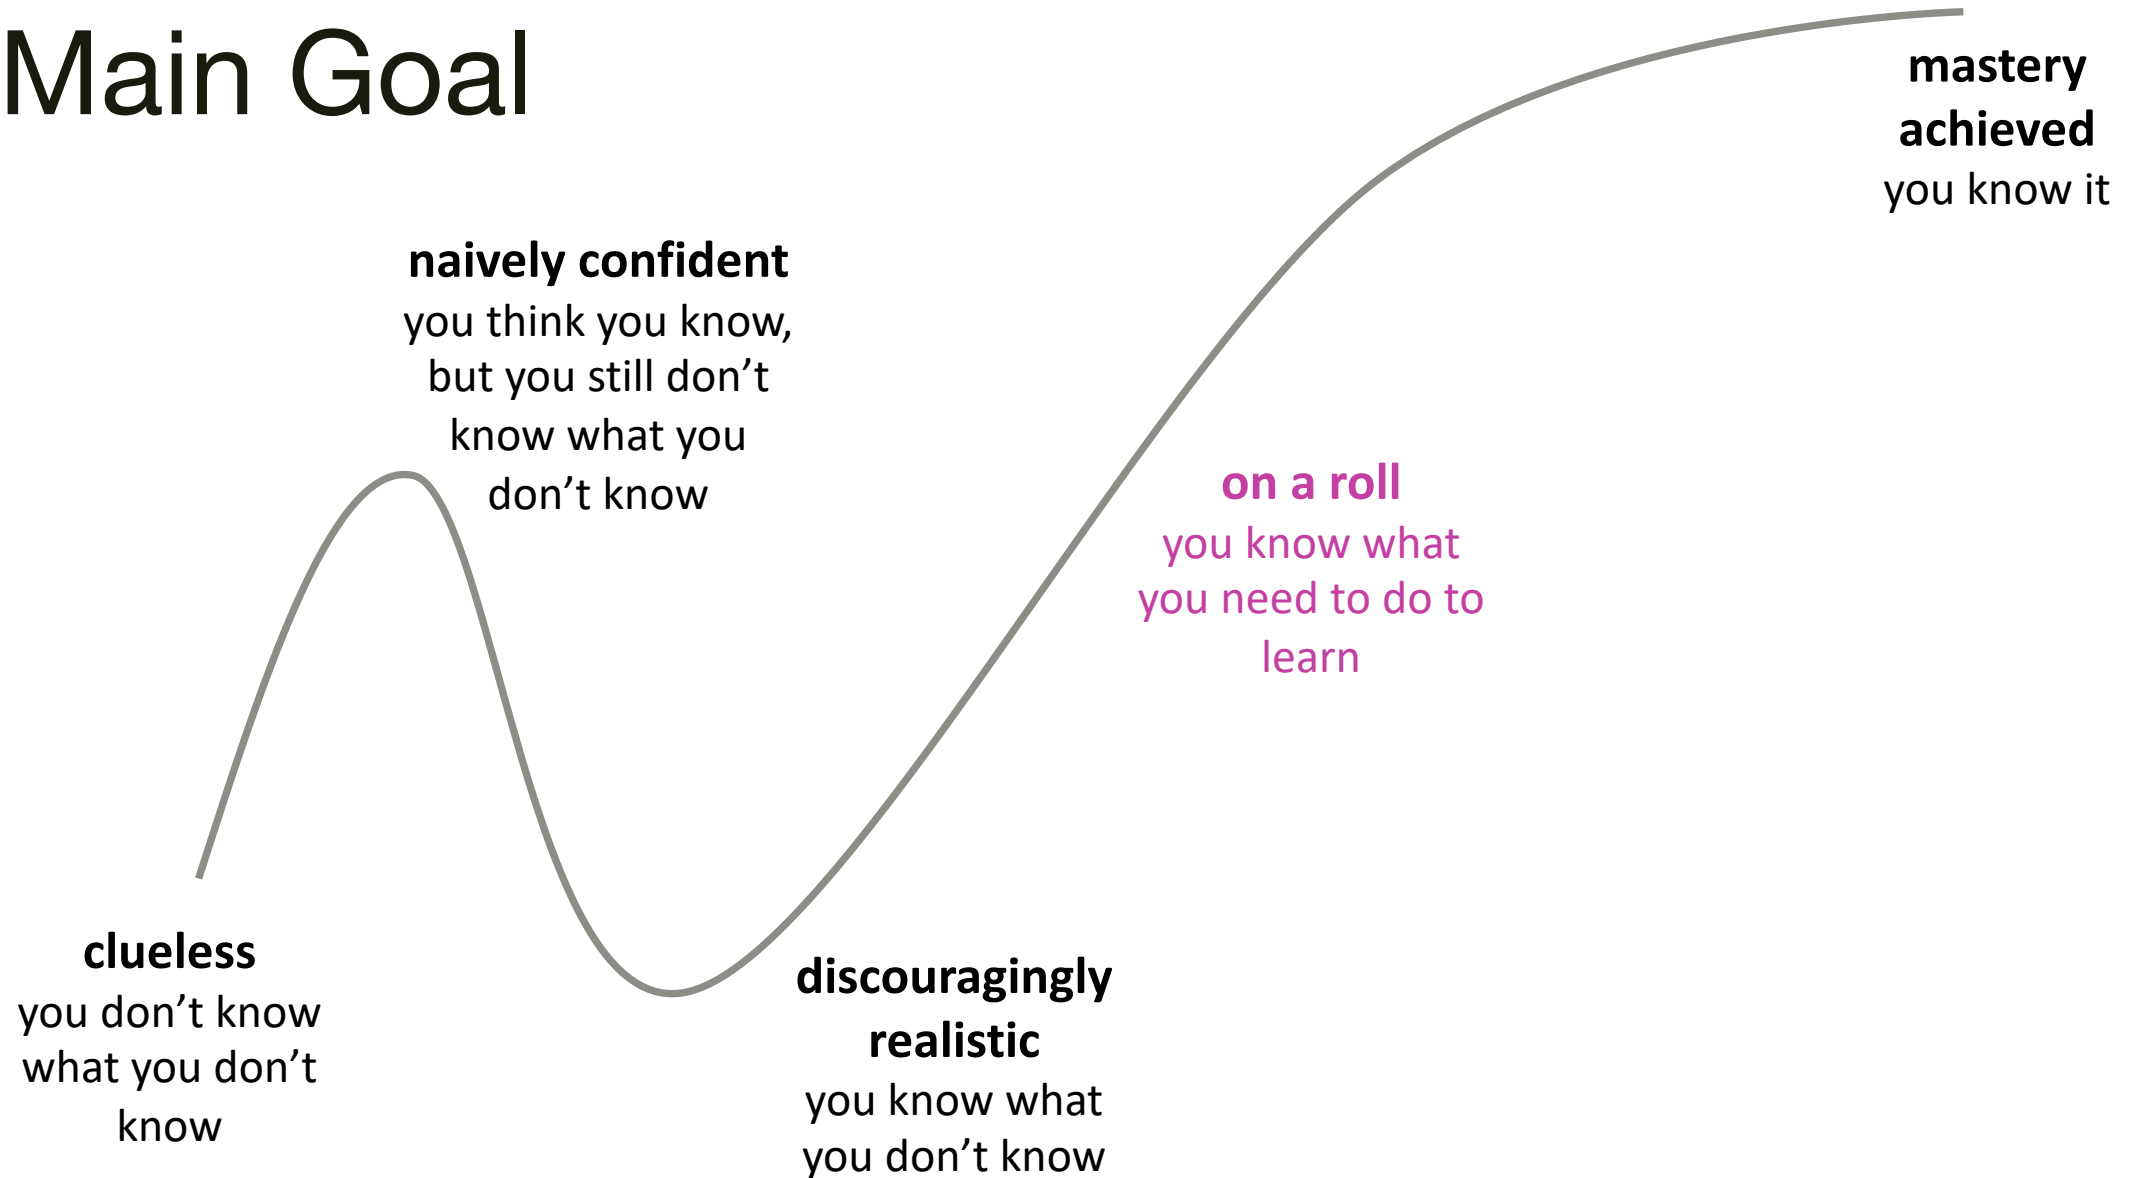 Main Goal
mastery
achieved
you know it
naively confident
you think you know,
but you still don’t
know what you
don’t know
on a roll
you know what
you need to do to
learn
clueless
you don’t know
what you don’t
know
discouragingly
realistic
you know what
you don’t know